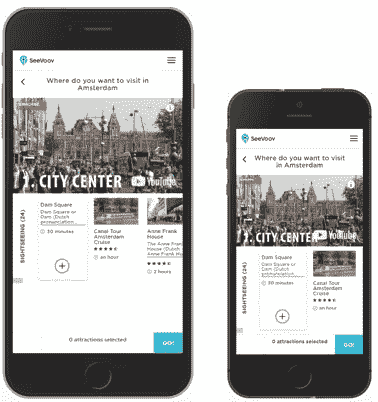 SeeVoov
Where do you want to visit in
Amsterdam
1. CITY CENTER
YouTube
SIGHTSEEING (24)
Dam Square
Dam Square or
Dam (Dutch
pronunciation
30 minutes
Canal Tour
Amsterdam
Cruise
an hour
Anne Frank
House
The Anne Frank
House (Dutch
2 hours
0 attractions selected
GO!
SeeVoov
Where do you want to visit
in Amsterdam
1. CITY CENTER
YouTube
SIGHTSEEING (24)
Dam Square
Dam Square or
Dam (Dutch
pronunciation
30 minutes
Canal Tour
Amsterdam
Cruise
an hour
0 attractions selected
GO!